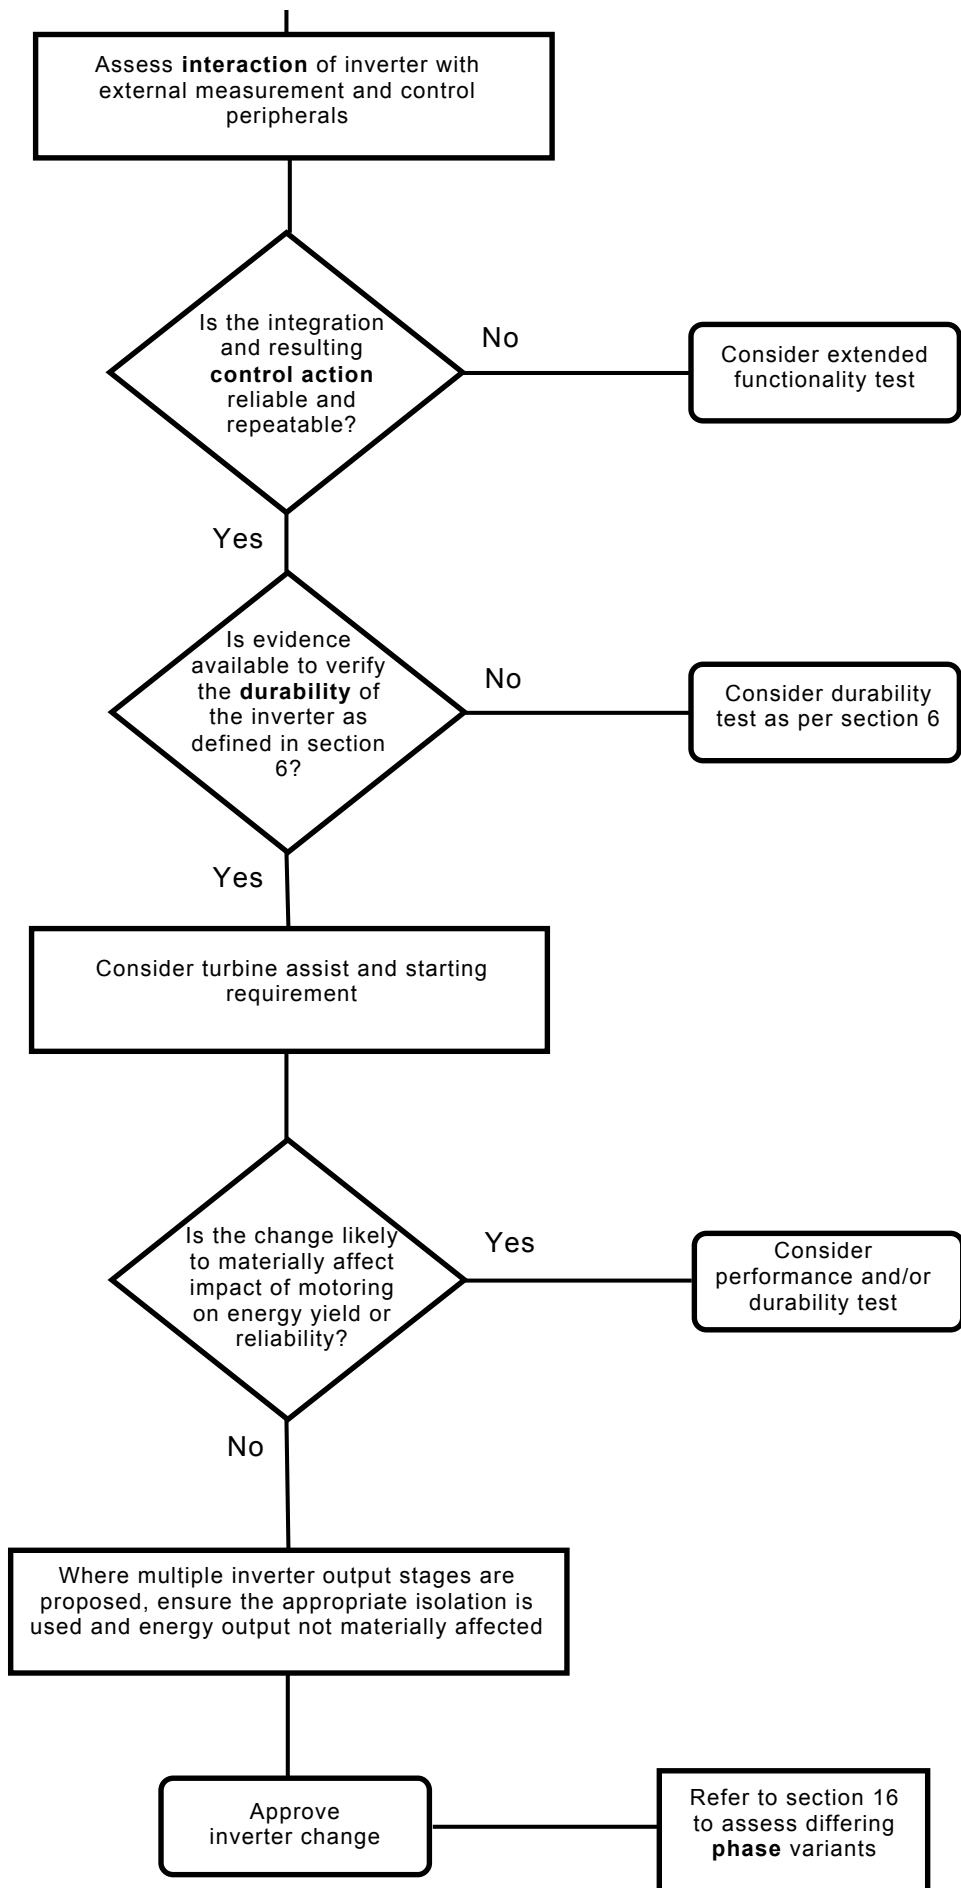 Assess interaction of inverter with
external measurement and control
peripherals
Is the integration
and resulting
control action
reliable and
repeatable?
No
Consider extended
functionality test
Yes
Is evidence
available to verify
the durability of
the inverter as
defined in section
6?
No
Consider durability
test as per section 6
Yes
Consider turbine assist and starting
requirement
Is the change likely
to materially affect
impact of motoring
on energy yield or
reliability?
Yes
Consider
performance and/or
durability test
No
Where multiple inverter output stages are
proposed, ensure the appropriate isolation is
used and energy output not materially affected
Approve
inverter change
Refer to section 16
to assess differing
phase variants